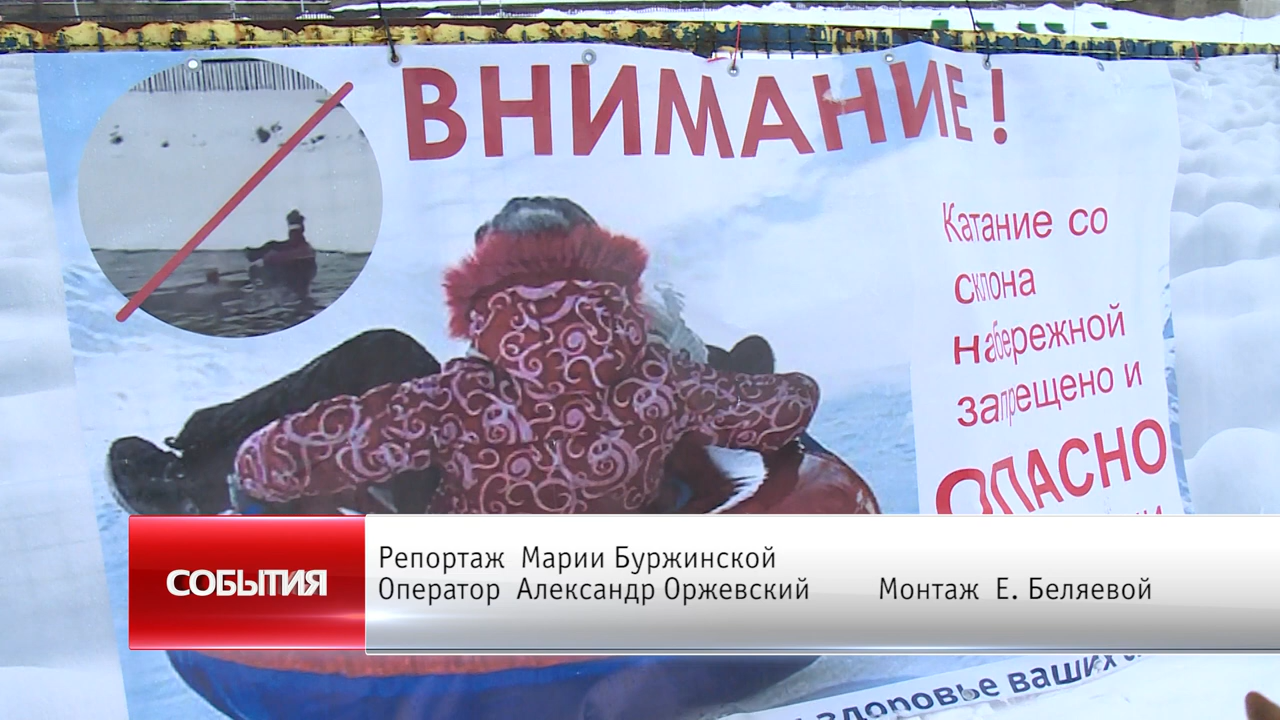 ВНИМАНИЕ!
Катание со
склона
набережной
запрещено и
ОПАСНО
СОБЫТИЯ
Репортаж Марии Буржинской
Оператор Александр Оржевский Монтаж Е. Беляевой
здоровье ваших